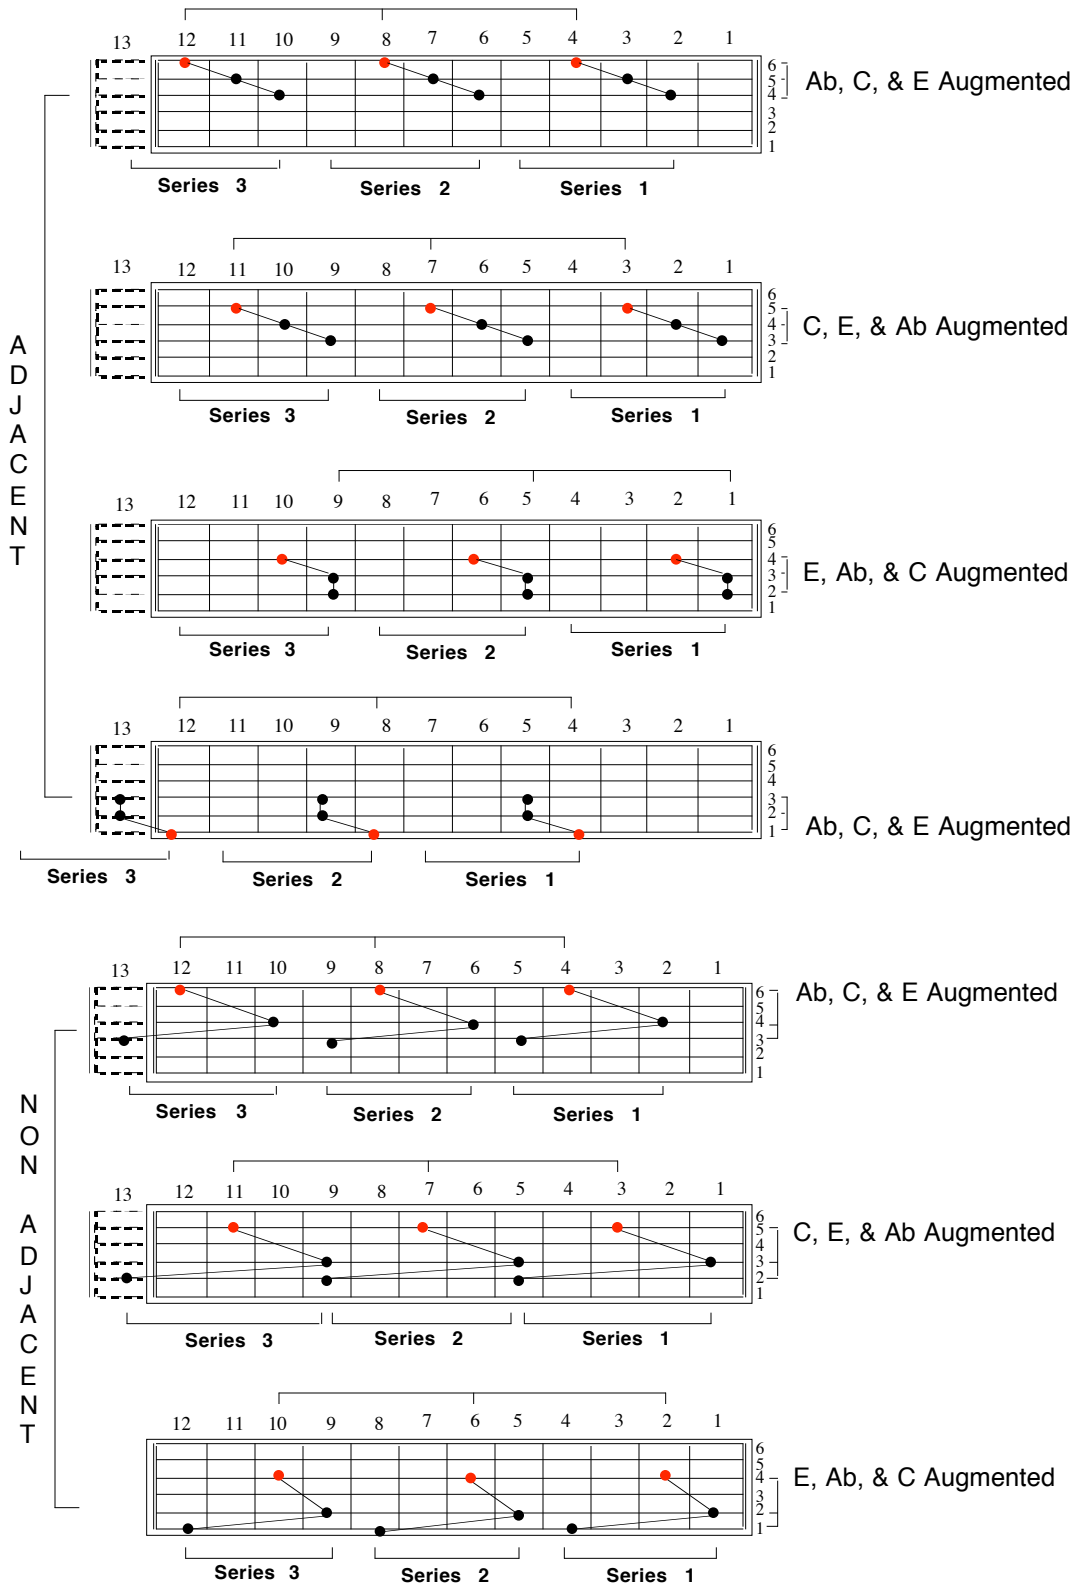 13 12 11 10 9 8 7 6 5 4 3 2 1
6
5
4
3
2
1
Ab, C, & E Augmented
Series 3 Series 2 Series 1
13 12 11 10 9 8 7 6 5 4 3 2 1
6
5
4
3
2
1
C, E, & Ab Augmented
Series 3 Series 2 Series 1
ADJACENT
13 12 11 10 9 8 7 6 5 4 3 2 1
6
5
4
3
2
1
E, Ab, & C Augmented
Series 3 Series 2 Series 1
13 12 11 10 9 8 7 6 5 4 3 2 1
6
5
4
3
2
1
Ab, C, & E Augmented
Series 3 Series 2 Series 1
13 12 11 10 9 8 7 6 5 4 3 2 1
6
5
4
3
2
1
Ab, C, & E Augmented
Series 3 Series 2 Series 1
NON ADJACENT
13 12 11 10 9 8 7 6 5 4 3 2 1
6
5
4
3
2
1
C, E, & Ab Augmented
Series 3 Series 2 Series 1
12 11 10 9 8 7 6 5 4 3 2 1
6
5
4
3
2
1
E, Ab, & C Augmented
Series 3 Series 2 Series 1